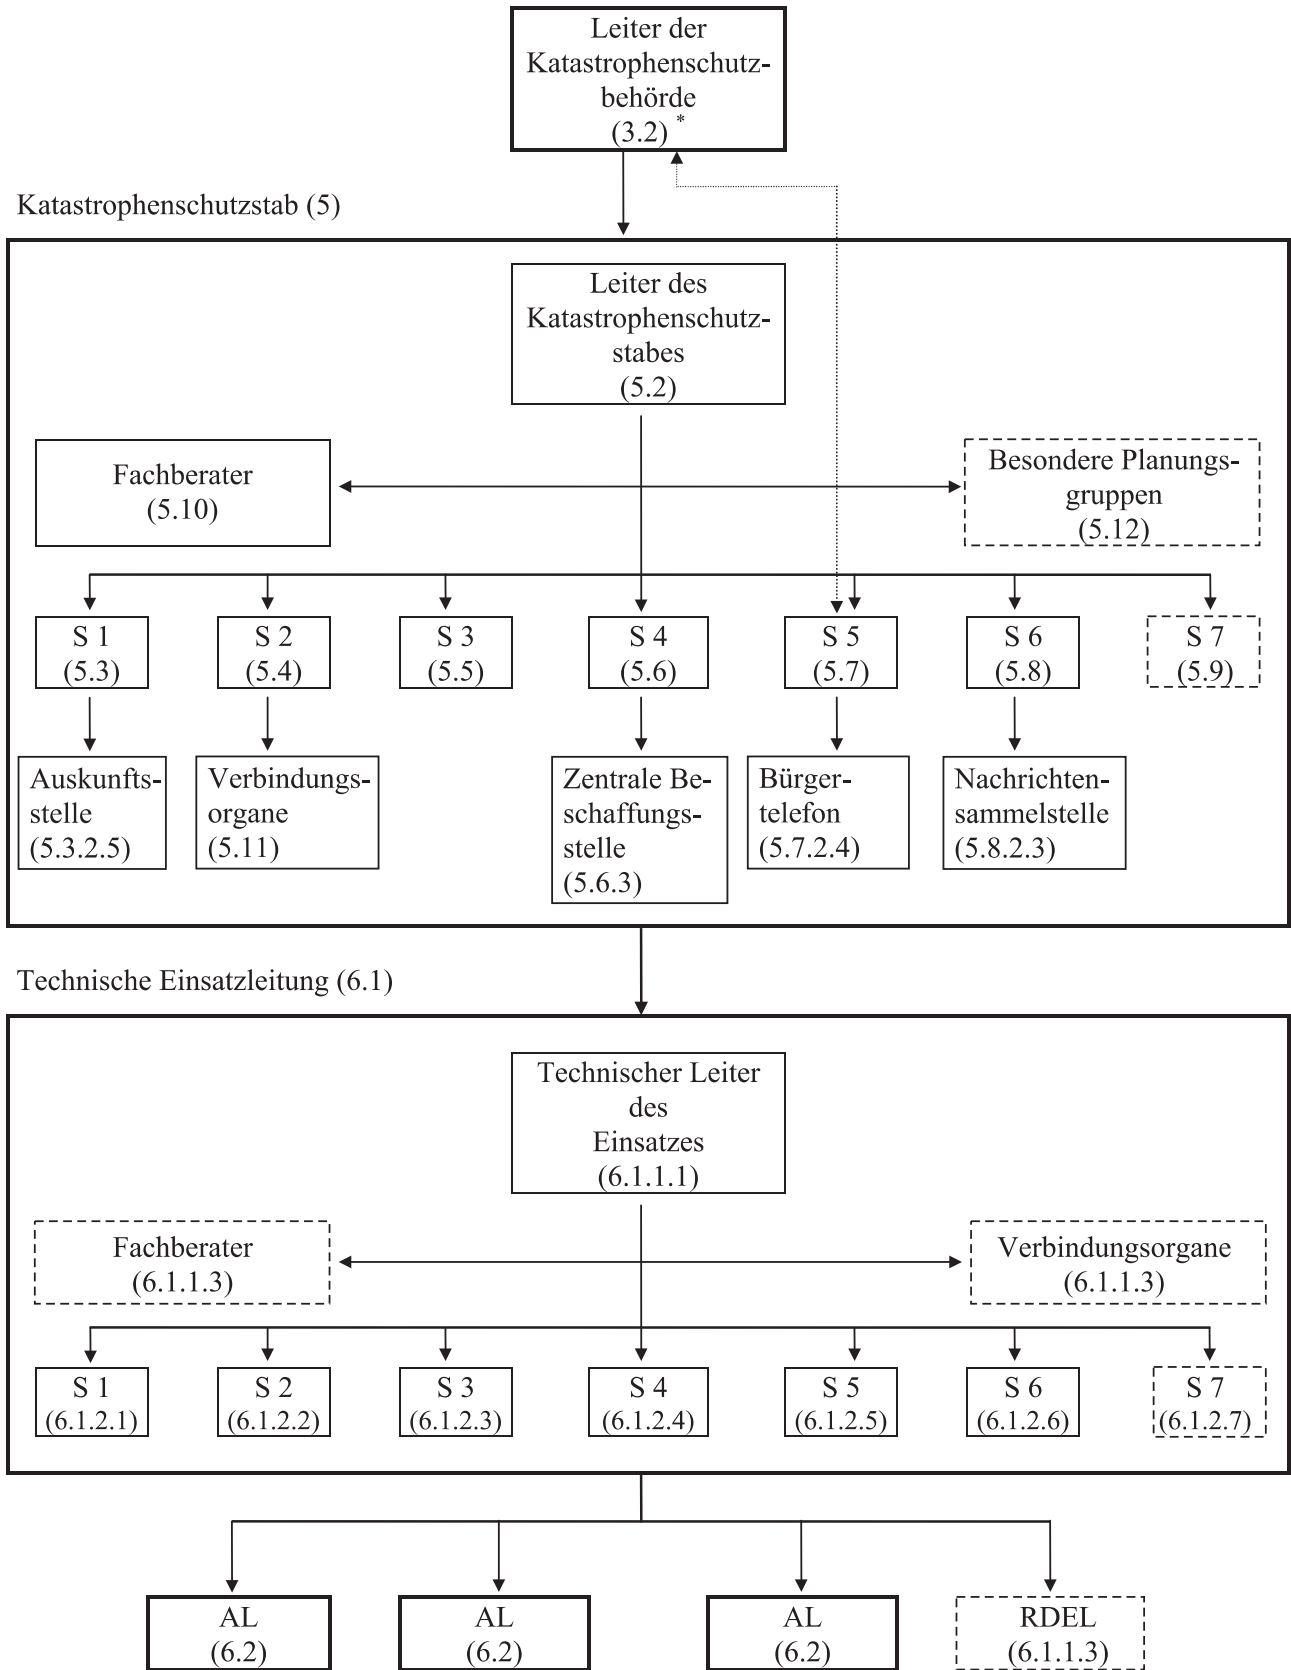 Leiter der
Katastrophenschutz-
behörde
(3.2) *
Katastrophenschutzstab (5)
Leiter des
Katastrophenschutz-
stabes
(5.2)
Fachberater
(5.10)
Besondere Planungs-
gruppen
(5.12)
S 1
(5.3)
S 2
(5.4)
S 3
(5.5)
S 4
(5.6)
S 5
(5.7)
S 6
(5.8)
S 7
(5.9)
Auskunfts-
stelle
(5.3.2.5)
Verbindungs-
organe
(5.11)
Zentrale Be-
schaffungs-
stelle
(5.6.3)
Bürger-
telefon
(5.7.2.4)
Nachrichten-
sammelstelle
(5.8.2.3)
Technische Einsatzleitung (6.1)
Technischer Leiter
des
Einsatzes
(6.1.1.1)
Fachberater
(6.1.1.3)
Verbindungsorgane
(6.1.1.3)
S 1
(6.1.2.1)
S 2
(6.1.2.2)
S 3
(6.1.2.3)
S 4
(6.1.2.4)
S 5
(6.1.2.5)
S 6
(6.1.2.6)
S 7
(6.1.2.7)
AL
(6.2)
AL
(6.2)
AL
(6.2)
RDEL
(6.1.1.3)